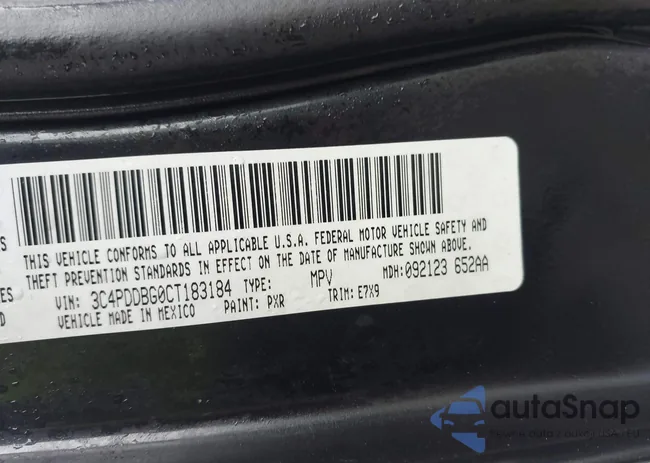 THIS VEHICLE CONFORMS TO ALL APPLICABLE U.S.A. FEDERAL MOTOR VEHICLE SAFETY AND
THEFT PREVENTION STANDARDS IN EFFECT ON THE DATE OF MANUFACTURE SHOWN ABOVE.
VIN: 3C4PDDBG0CT183184 TYPE: MPV MDH: 092123 652AA
VEHICLE MADE IN MEXICO PAINT: PXR TRIM: E7X9
autaSnap